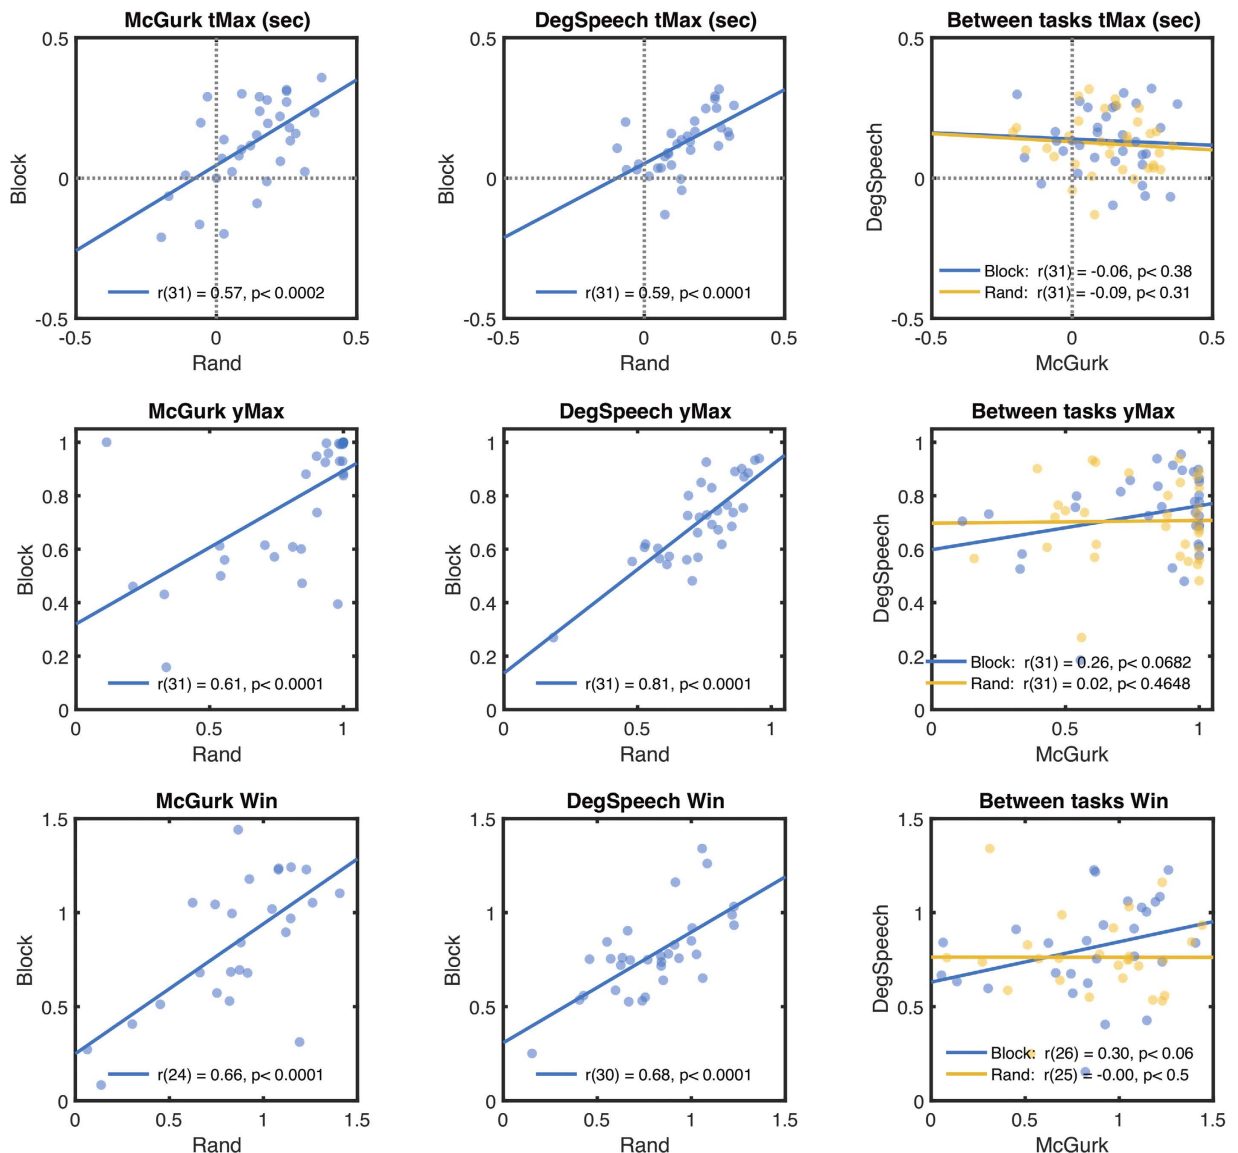 McGurk tMax (sec)
0.5
0
-0.5
Block
-0.5 0 0.5
Rand
r(31) = 0.57, p< 0.0002
DegSpeech tMax (sec)
0.5
0
-0.5
Block
-0.5 0 0.5
Rand
r(31) = 0.59, p< 0.0001
Between tasks tMax (sec)
0.5
0
-0.5
DegSpeech
-0.5 0 0.5
McGurk
Block: r(31) = -0.06, p< 0.38
Rand: r(31) = -0.09, p< 0.31
McGurk yMax
1
0.8
0.6
0.4
0.2
0
Block
0 0.5 1
Rand
r(31) = 0.61, p< 0.0001
DegSpeech yMax
1
0.8
0.6
0.4
0.2
0
Block
0 0.5 1
Rand
r(31) = 0.81, p< 0.0001
Between tasks yMax
1
0.8
0.6
0.4
0.2
0
DegSpeech
0 0.5 1
McGurk
Block: r(31) = 0.26, p< 0.0682
Rand: r(31) = 0.02, p< 0.4648
McGurk Win
1.5
1
0.5
0
Block
0 0.5 1 1.5
Rand
r(24) = 0.66, p< 0.0001
DegSpeech Win
1.5
1
0.5
0
Block
0 0.5 1 1.5
Rand
r(30) = 0.68, p< 0.0001
Between tasks Win
1.5
1
0.5
0
DegSpeech
0 0.5 1 1.5
McGurk
Block: r(26) = 0.30, p< 0.06
Rand: r(25) = -0.00, p< 0.5